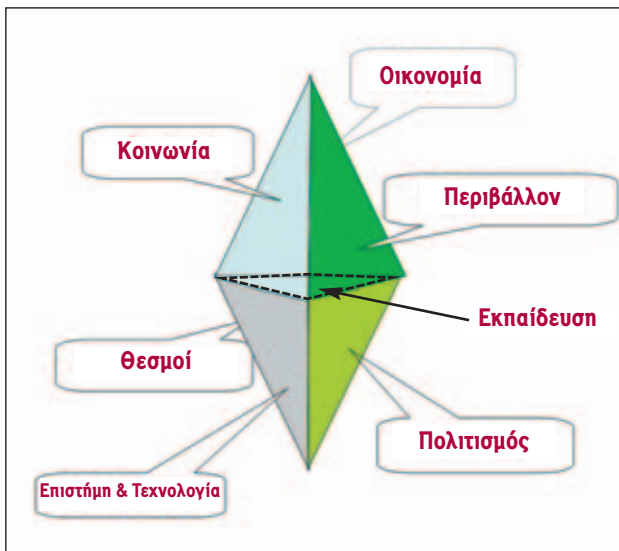 Οικονομία
Κοινωνία
Περιβάλλον
Εκπαίδευση
Θεσμοί
Πολιτισμός
Επιστήμη & Τεχνολογία